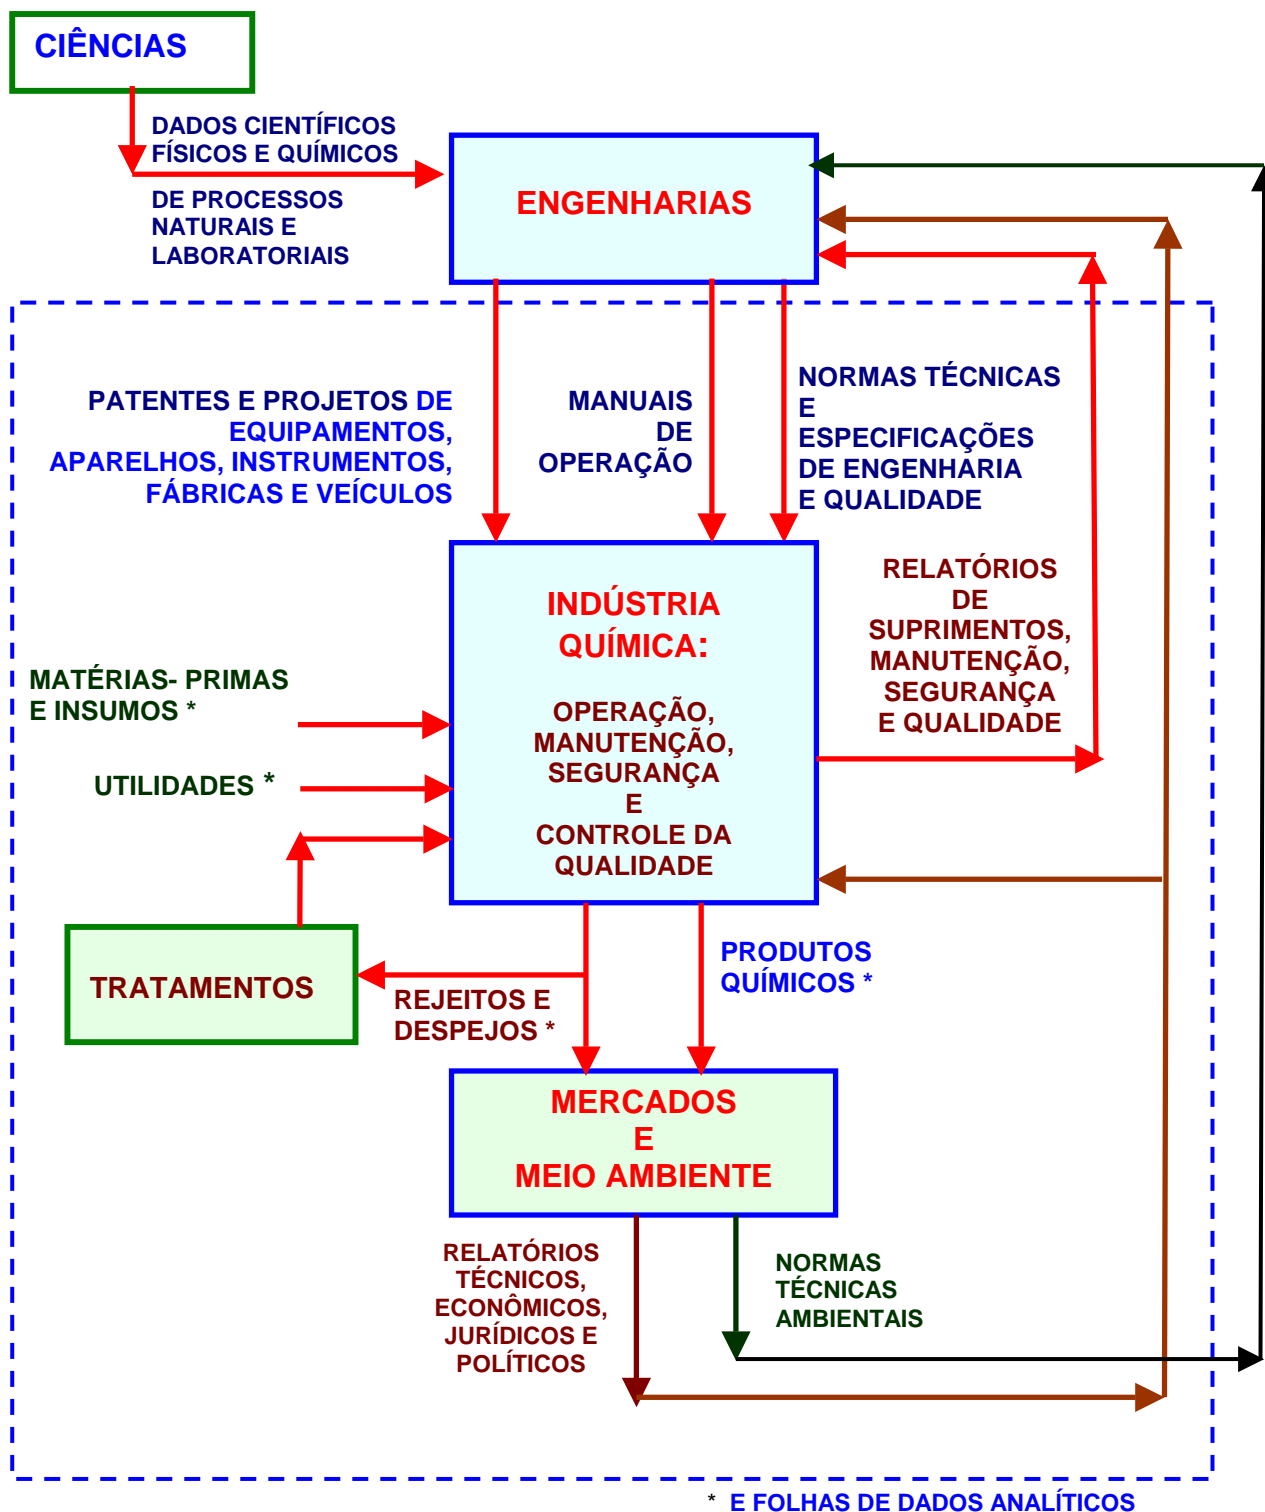 CIÊNCIAS
DADOS CIENTÍFICOS
FÍSICOS E QUÍMICOS
DE PROCESSOS
NATURAIS E
LABORATORIAIS
ENGENHARIAS
PATENTES E PROJETOS DE
EQUIPAMENTOS,
APARELHOS, INSTRUMENTOS,
FÁBRICAS E VEÍCULOS
MANUAIS
DE
OPERAÇÃO
NORMAS TÉCNICAS
E
ESPECIFICAÇÕES
DE ENGENHARIA
E QUALIDADE
INDÚSTRIA
QUÍMICA:
OPERAÇÃO,
MANUTENÇÃO,
SEGURANÇA
E
CONTROLE DA
QUALIDADE
RELATÓRIOS
DE
SUPRIMENTOS,
MANUTENÇÃO,
SEGURANÇA
E QUALIDADE
MATÉRIAS- PRIMAS
E INSUMOS *
UTILIDADES *
TRATAMENTOS
REJEITOS E
DESPEJOS *
PRODUTOS
QUÍMICOS *
MERCADOS
E
MEIO AMBIENTE
RELATÓRIOS
TÉCNICOS,
ECONÔMICOS,
JURÍDICOS E
POLÍTICOS
NORMAS
TÉCNICAS
AMBIENTAIS
* E FOLHAS DE DADOS ANALÍTICOS